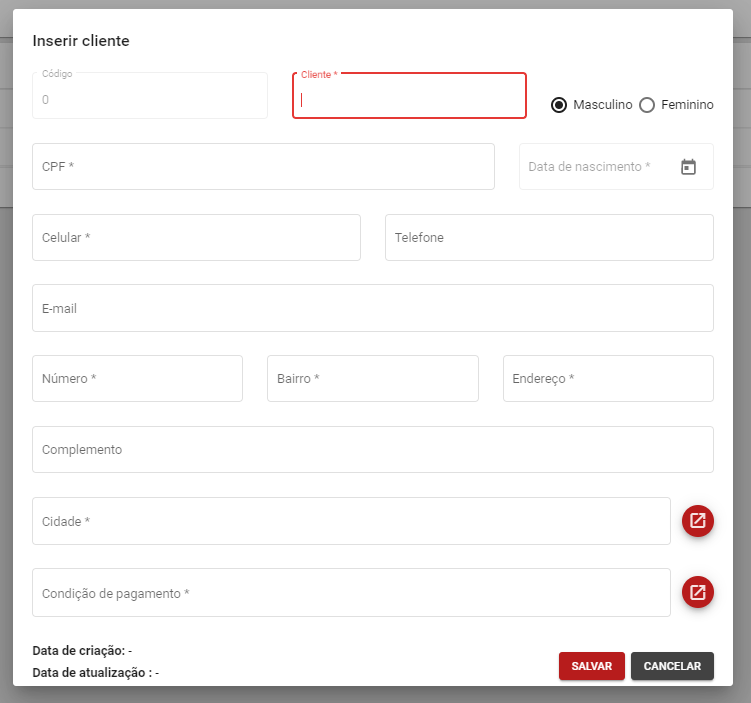 Inserir cliente
Código
0
Cliente *
Masculino
Feminino
CPF *
Data de nascimento *
Celular *
Telefone
E-mail
Número *
Bairro *
Endereço *
Complemento
Cidade *
Condição de pagamento *
Data de criação: -
Data de atualização : -
SALVAR
CANCELAR